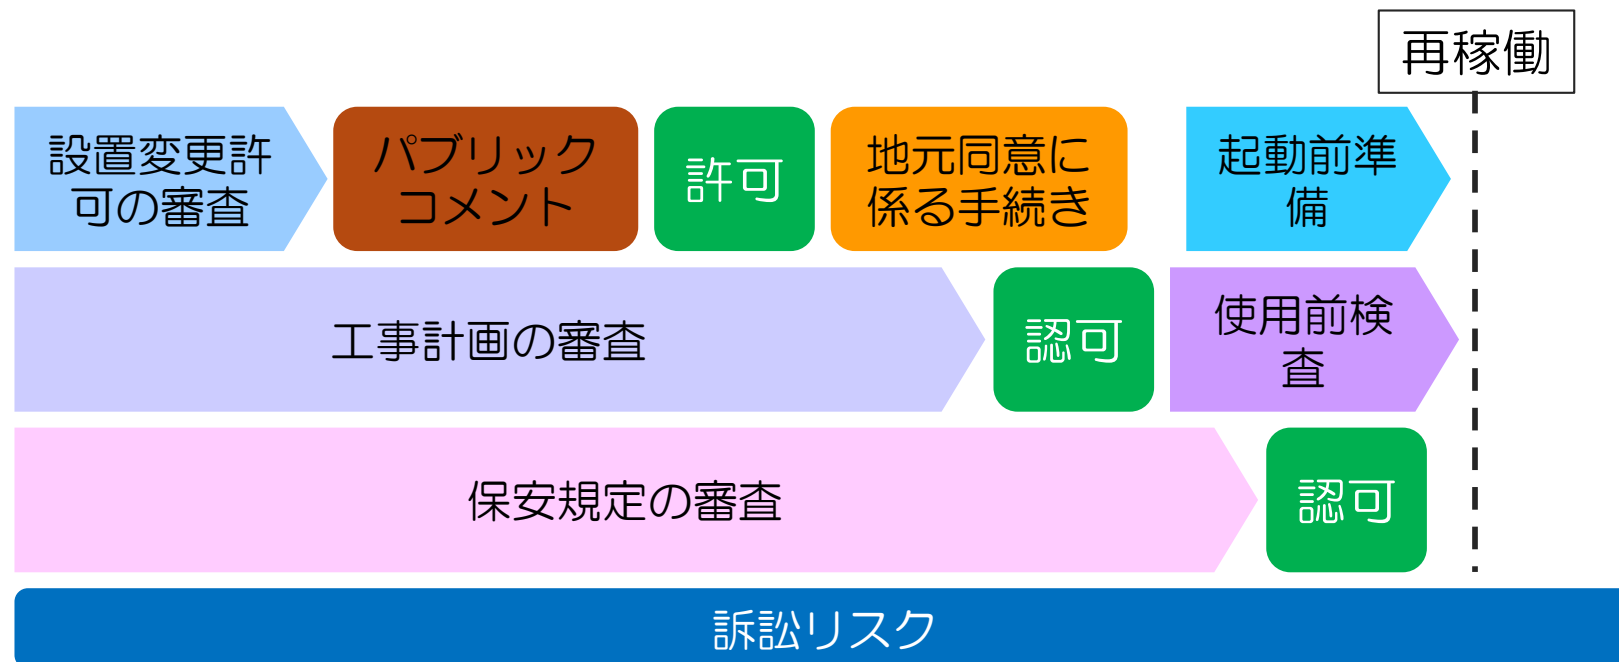 再稼働
設置変更許
可の審査
パブリック
コメント
許可
地元同意に
係る手続き
起動前準
備
工事計画の審査
認可
使用前検
査
保安規定の審査
認可
訴訟リスク